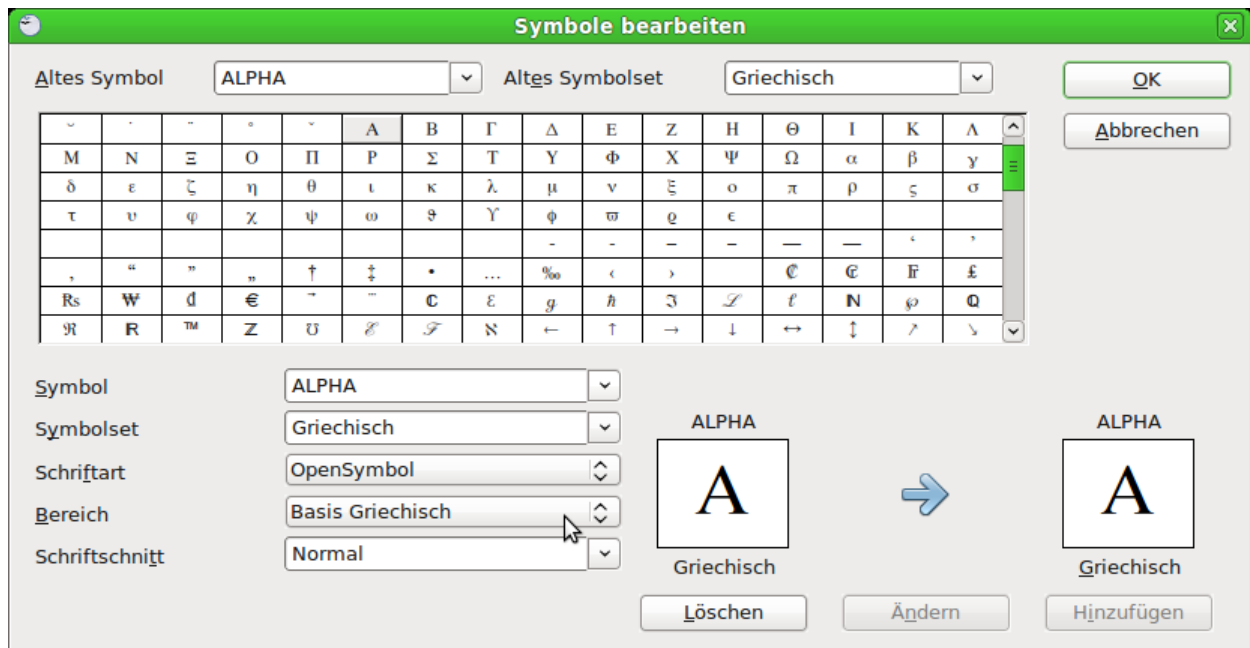 Symbole bearbeiten
Altes Symbol ALPHA Altes Symbolset Griechisch OK
Abbrechen
˘ ˙ ¨ ˚ ˇ Α Β Γ Δ Ε Ζ Η Θ Ι Κ Λ
Μ Ν Ξ Ο Π Ρ Σ Τ Υ Φ Χ Ψ Ω α β γ
δ ε ζ η θ ι κ λ μ ν ξ ο π ρ ς σ
τ υ φ χ ψ ω ϑ ϒ ϕ ϖ ϱ ϵ
‐ ‑ ‒ – — ― ‘ ’
‚ “ ” „ † ‡ • … ‰ ‹ › ₡ ₢ ₣ ₤
₨ ₩ ₫ € ℂ ℇ ℊ ℏ ℑ ℒ ℓ ℕ ℘ ℚ
ℜ ℝ ™ ℤ ℧ ℰ ℱ ℵ ← ↑ → ↓ ↔ ↕ ↗ ↘
Symbol ALPHA
Symbolset Griechisch
Schriftart OpenSymbol
Bereich Basis Griechisch
Schriftschnitt Normal
ALPHA ALPHA
Α Α
Griechisch Griechisch
Löschen Ändern Hinzufügen